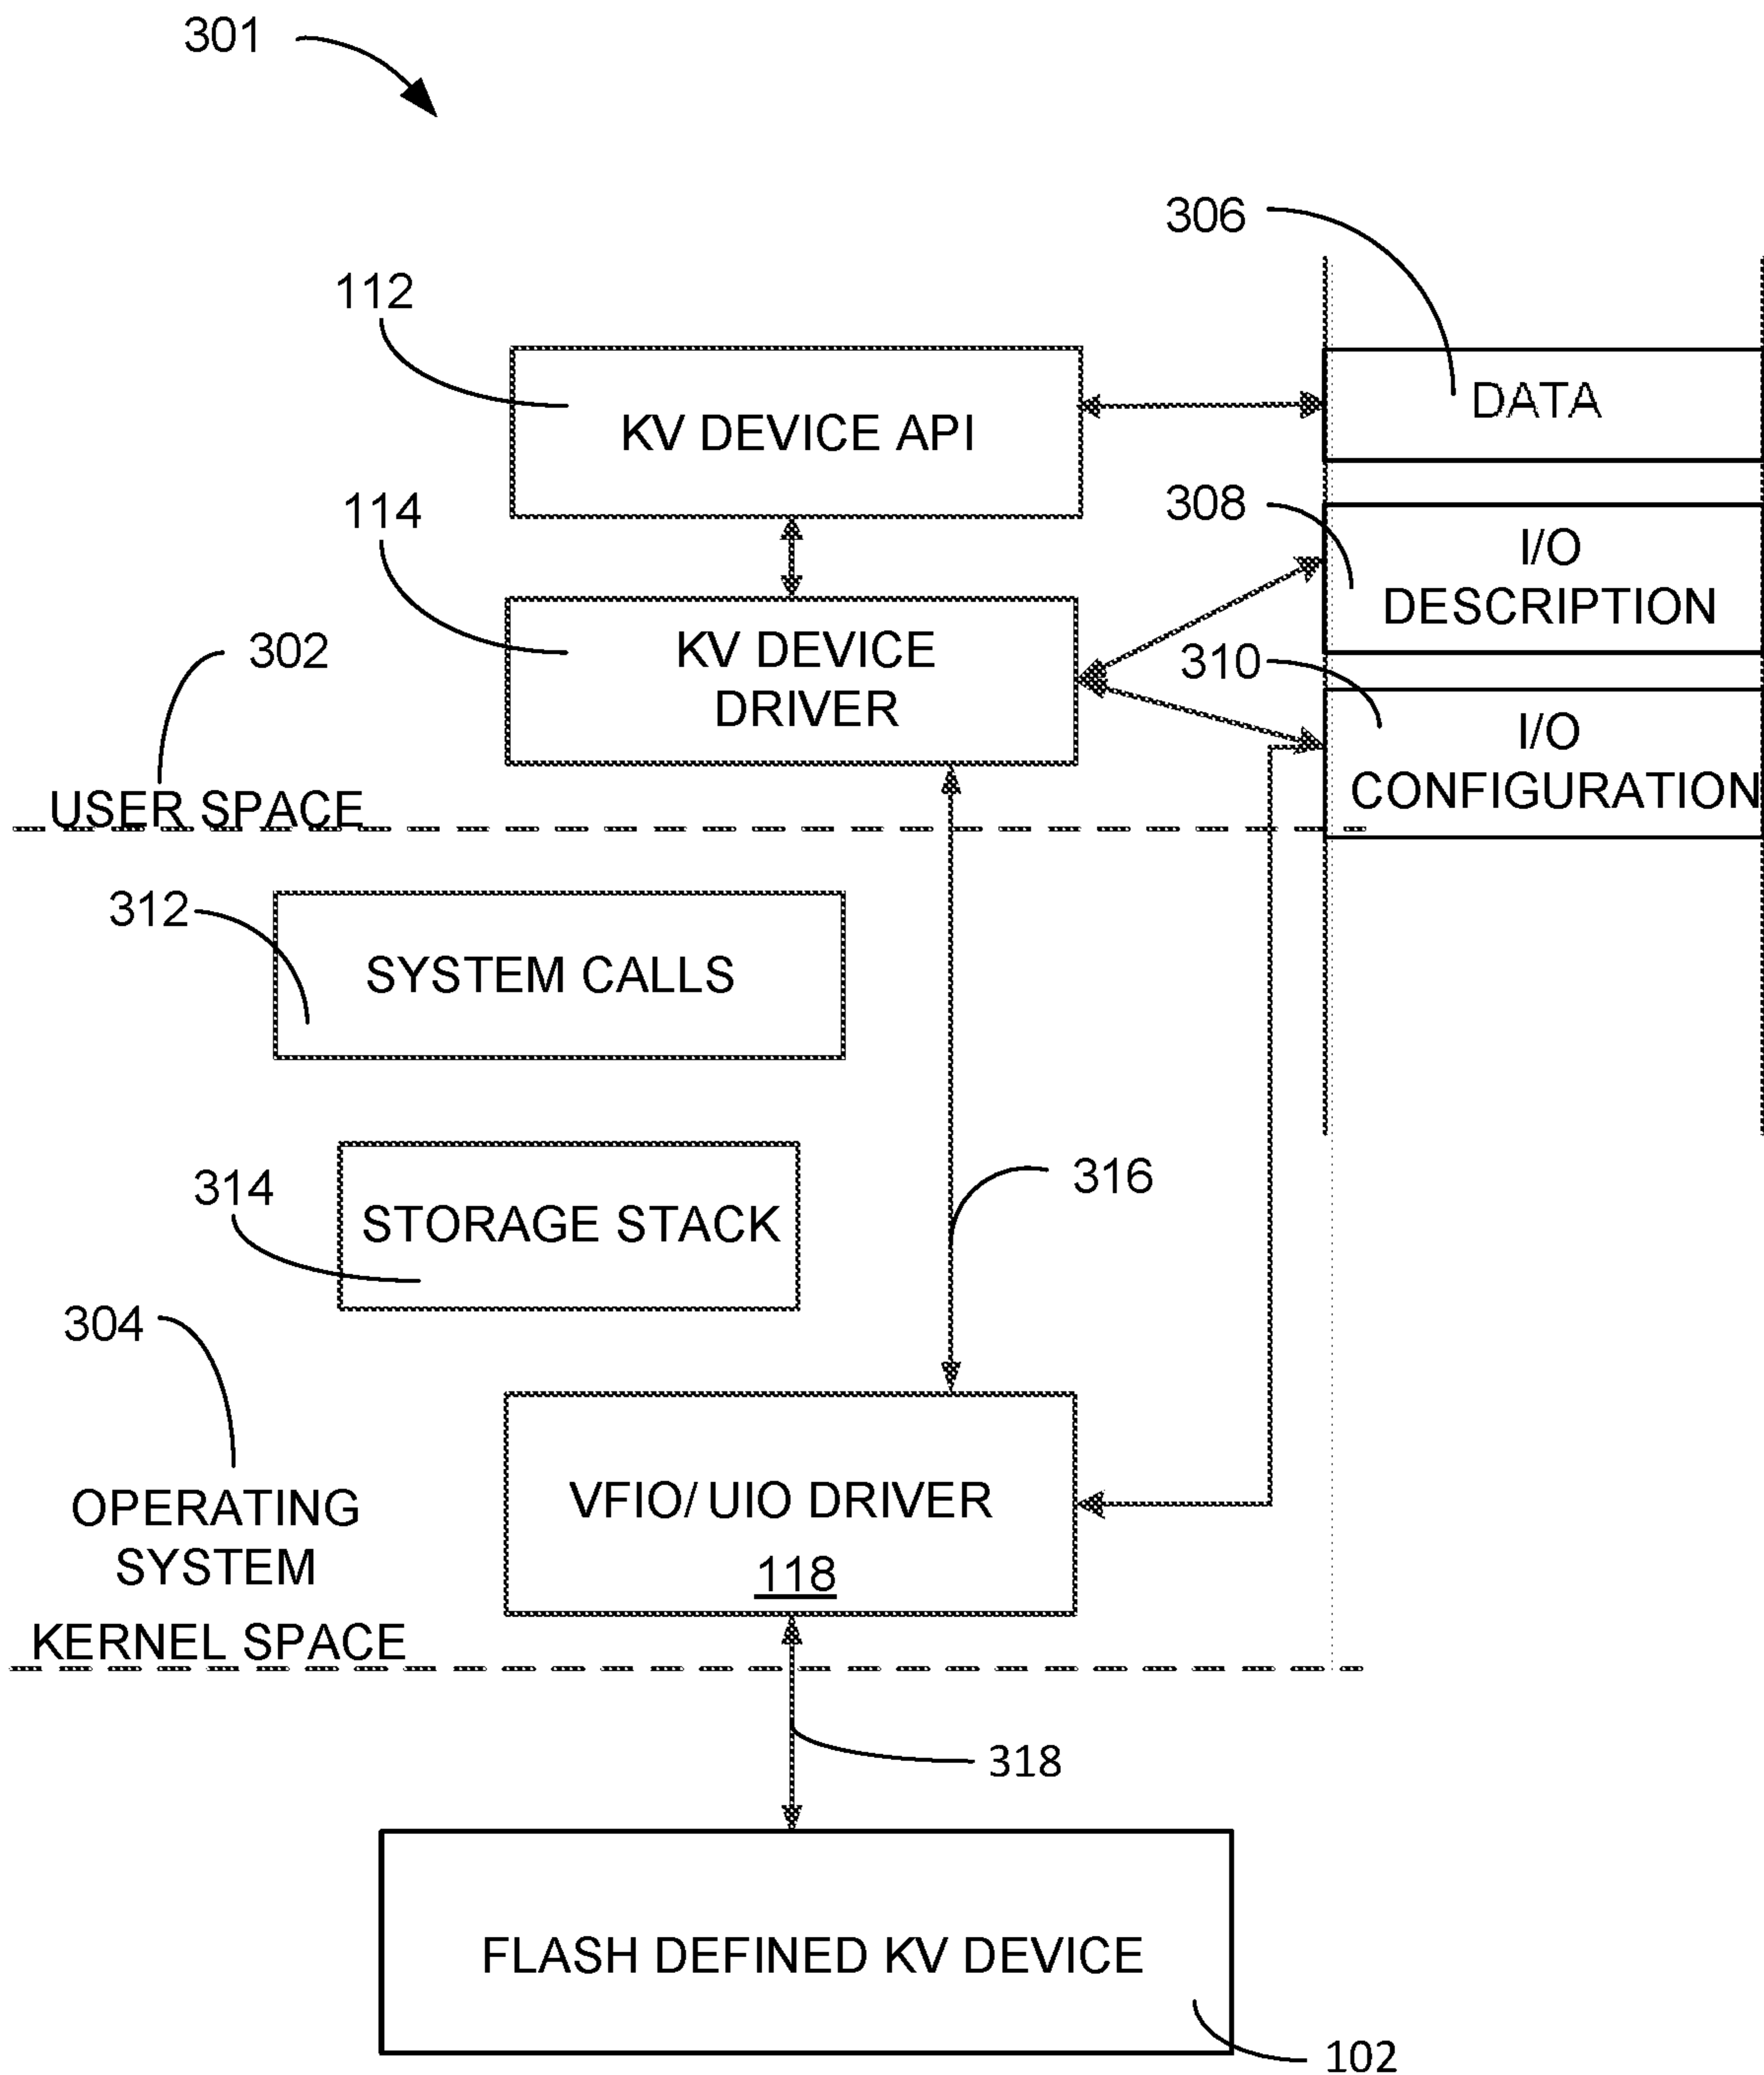 301
306
112
KV DEVICE API
DATA
114
308
I/O
DESCRIPTION
KV DEVICE
DRIVER
302
310
I/O
CONFIGURATION
USER SPACE
312
SYSTEM CALLS
314
STORAGE STACK
316
304
OPERATING
SYSTEM
KERNEL SPACE
VFIO/ UIO DRIVER
118
318
FLASH DEFINED KV DEVICE
102